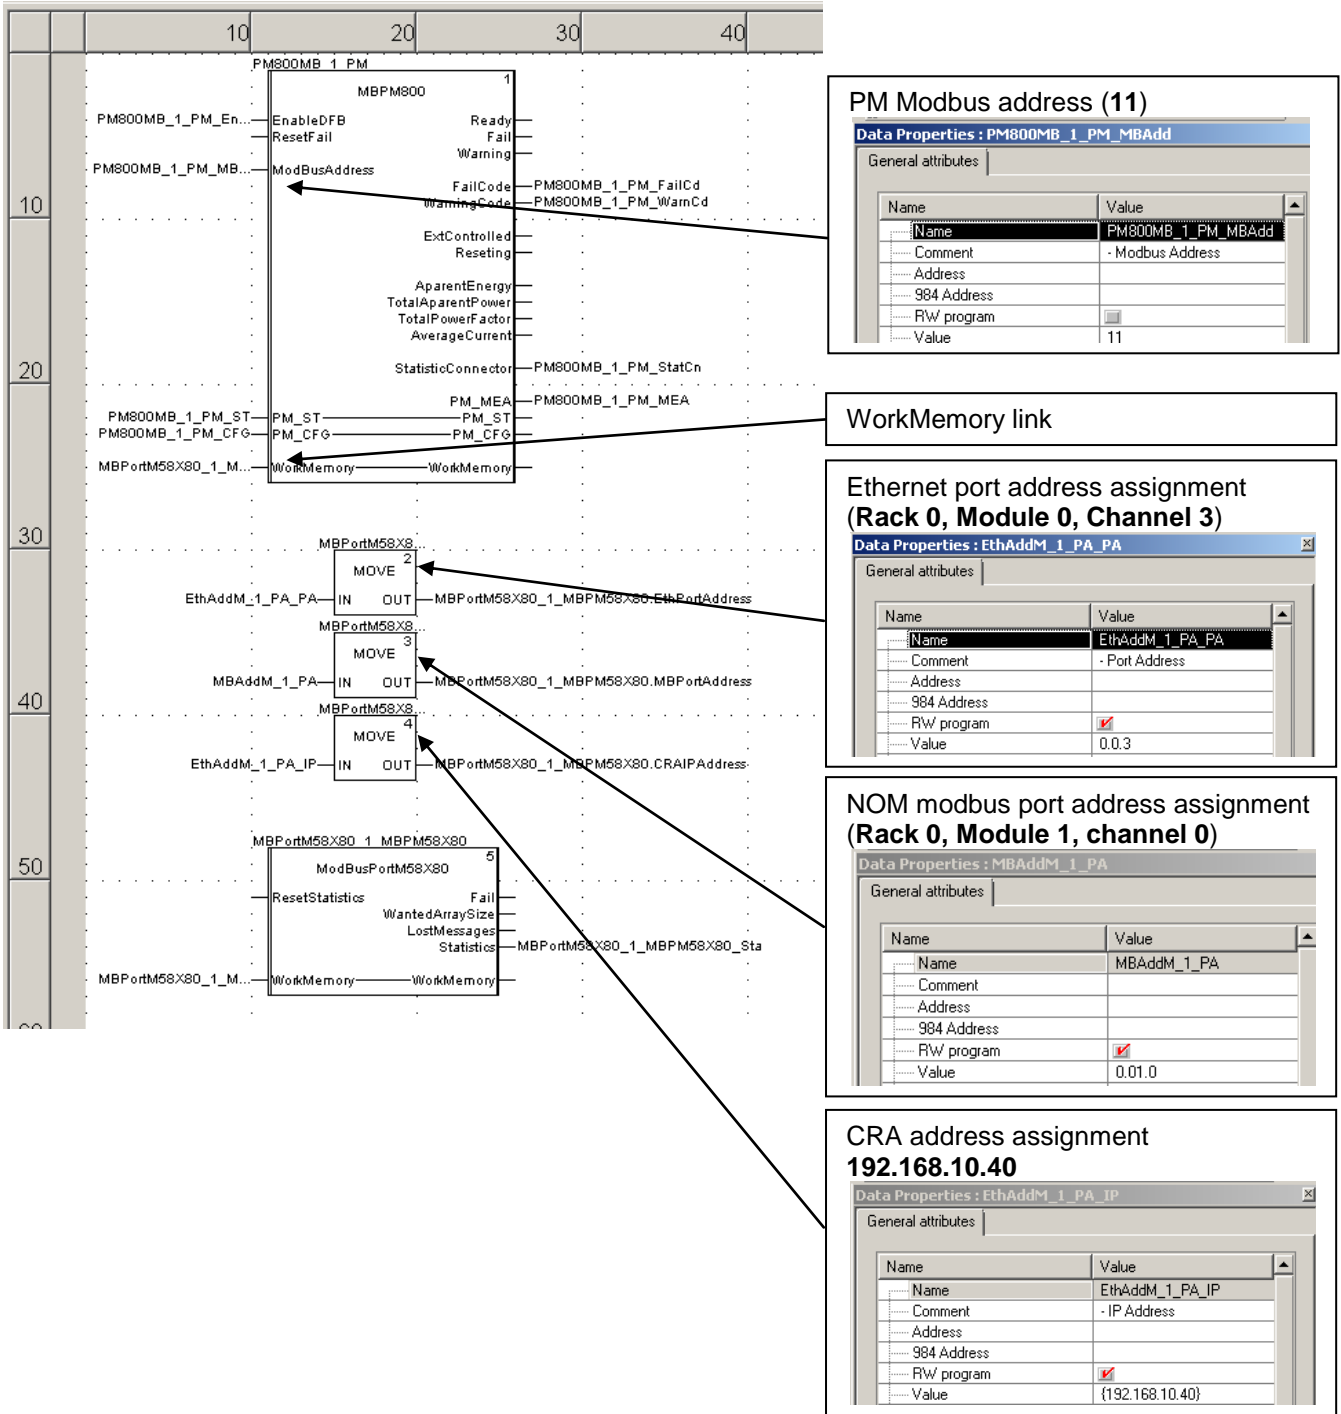 10 20 30 40
PM800MB_1_PM
1
MBPM800
PM800MB_1_PM_En... EnableDFB Ready
ResetFail Fail
Warning
PM800MB_1_PM_MB... ModBusAddress
FailCode PM800MB_1_PM_FailCd
10 WarningCode PM800MB_1_PM_WarnCd
ExtControlled
Reseting
AparentEnergy
TotalAparentPower
TotalPowerFactor
AverageCurrent
20 StatisticConnector PM800MB_1_PM_StatCn
PM_MEA PM800MB_1_PM_MEA
PM800MB_1_PM_ST PM_ST PM_ST
PM800MB_1_PM_CFG PM_CFG PM_CFG
MBPortM58X80_1_M... WorkMemory WorkMemory
30
MBPortM58X8...
2
MOVE
EthAddM_1_PA_PA IN OUT MBPortM58X80_1_MBPM58X80.EthPortAddress
MBPortM58X8...
3
MOVE
MBAddM_1_PA IN OUT MBPortM58X80_1_MBPM58X80.MBPortAddress
40
MBPortM58X8...
4
MOVE
EthAddM_1_PA_IP IN OUT MBPortM58X80_1_MBPM58X80.CRAIPAddress
MBPortM58X80_1_MBPM58X80
5
50 ModBusPortM58X80
ResetStatistics Fail
WantedArraySize
LostMessages
Statistics MBPortM58X80_1_MBPM58X80_Sta
MBPortM58X80_1_M... WorkMemory WorkMemory
PM Modbus address (11)
Data Properties : PM800MB_1_PM_MBAdd
General attributes
Name Value
Name PM800MB_1_PM_MBAdd
Comment - Modbus Address
Address
984 Address
RW program
Value 11
WorkMemory link
Ethernet port address assignment
(Rack 0, Module 0, Channel 3)
Data Properties : EthAddM_1_PA_PA
General attributes
Name Value
Name EthAddM_1_PA_PA
Comment - Port Address
Address
984 Address
RW program
Value 0.0.3
NOM modbus port address assignment
(Rack 0, Module 1, channel 0)
Data Properties : MBAddM_1_PA
General attributes
Name Value
Name MBAddM_1_PA
Comment
Address
984 Address
RW program
Value 0.01.0
CRA address assignment
192.168.10.40
Data Properties : EthAddM_1_PA_IP
General attributes
Name Value
Name EthAddM_1_PA_IP
Comment - IP Address
Address
984 Address
RW program
Value {192.168.10.40}